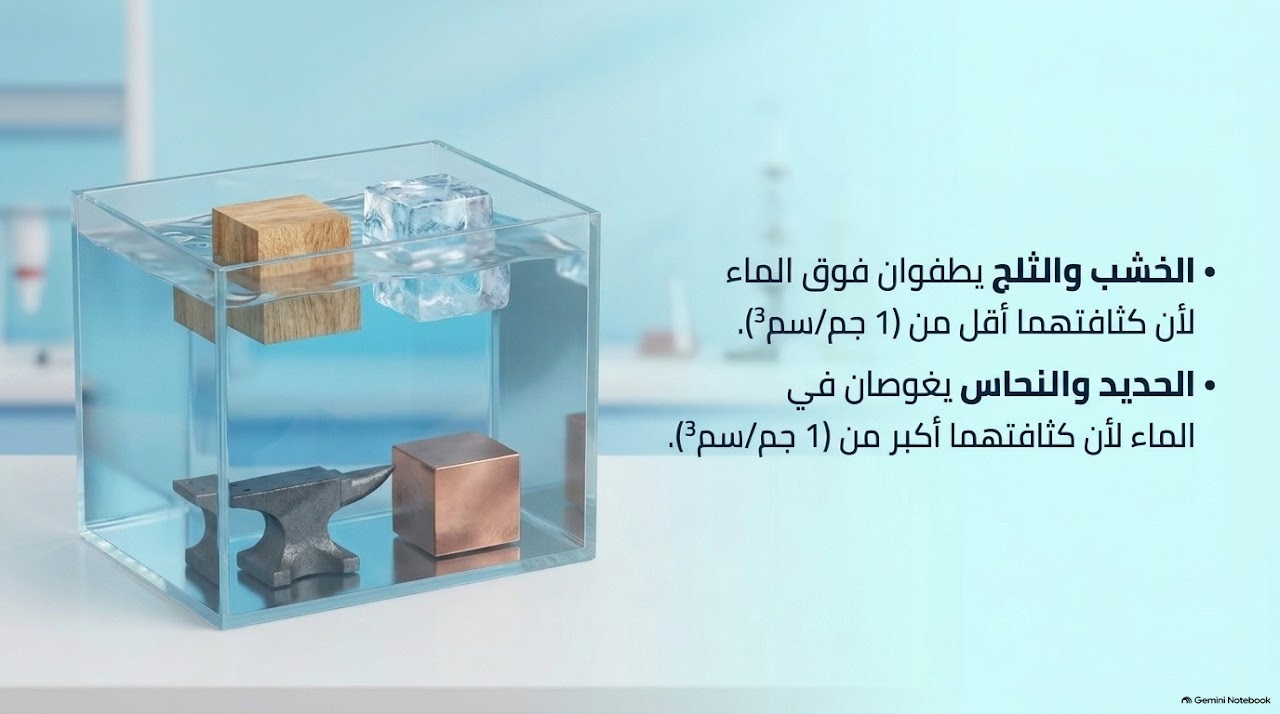 • الخشب والثلج يطفوان فوق الماء
لأن كثافتهما أقل من (1 جم/سم³).
• الحديد والنحاس يغوصان في
الماء لأن كثافتهما أكبر من (1 جم/سم³).
Gemini Notebook